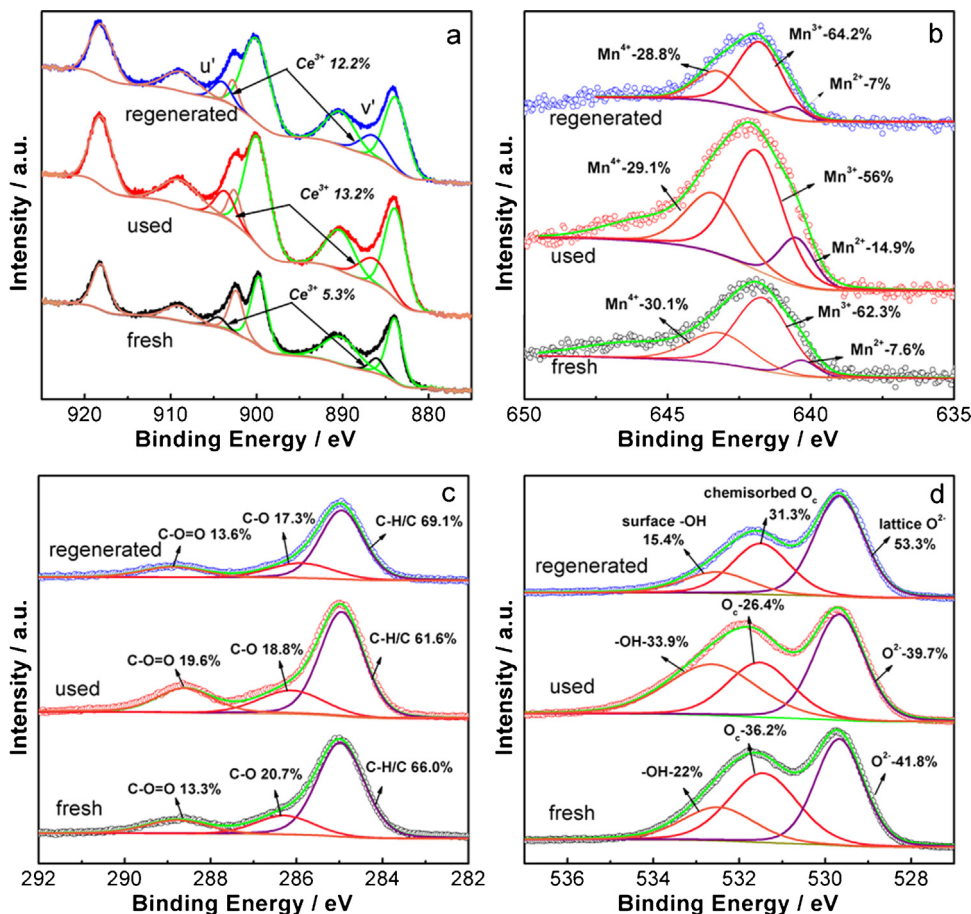 a
u'
Ce³⁺ 12.2%
v'
regenerated
Ce³⁺ 13.2%
used
Ce³⁺ 5.3%
fresh
Intensity / a.u.
920 910 900 890 880
Binding Energy / eV
b
Mn³⁺-64.2%
Mn⁴⁺-28.8%
Mn²⁺-7%
regenerated
Mn⁴⁺-29.1%
Mn³⁺-56%
Mn²⁺-14.9%
used
Mn⁴⁺-30.1%
Mn³⁺-62.3%
Mn²⁺-7.6%
fresh
Intensity / a.u.
650 645 640 635
Binding Energy / eV
c
C-O 17.3%
C-O=O 13.6%
C-H/C 69.1%
regenerated
C-O 18.8%
C-O=O 19.6%
C-H/C 61.6%
used
C-O 20.7%
C-O=O 13.3%
C-H/C 66.0%
fresh
Intensity / a.u.
292 290 288 286 284 282
Binding Energy / eV
d
chemisorbed Oc
31.3%
surface -OH
15.4%
lattice O²⁻
53.3%
regenerated
Oc-26.4%
-OH-33.9%
O²⁻-39.7%
used
Oc-36.2%
-OH-22%
O²⁻-41.8%
fresh
Intensity / a.u.
536 534 532 530 528
Binding Energy / eV